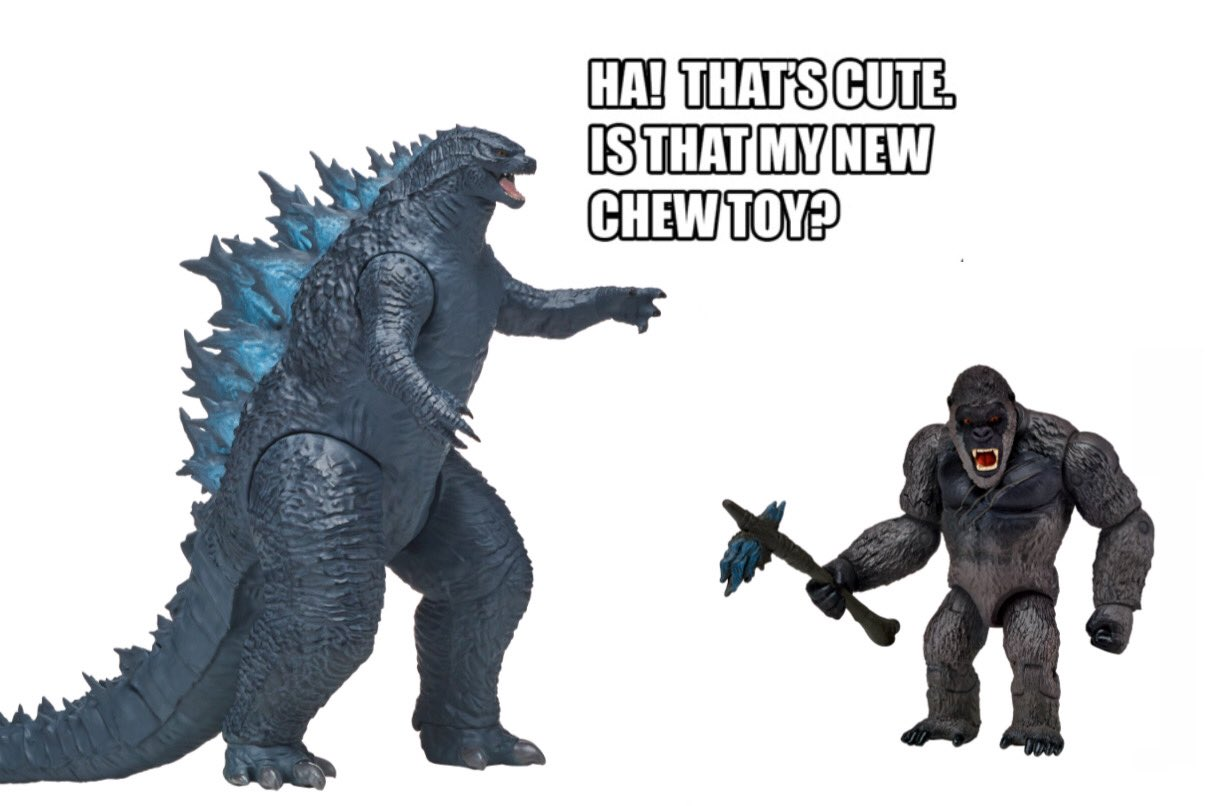 HA! THAT'S CUTE.
IS THAT MY NEW
CHEW TOY?